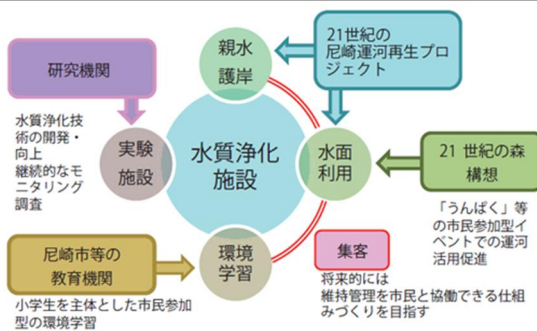 親水
護岸
21世紀の
尼崎運河再生プロ
ジェクト
研究機関
水質浄化技
術の開発・
向上
継続的なモ
ニタリング
調査
実験
施設
水質浄化
施設
水面
利用
21 世紀の森
構想
「うんぱく」等
の市民参加型イ
ベントでの運河
活用促進
尼崎市等の
教育機関
小学生を主体とした市民参加
型の環境学習
環境
学習
集客
将来的には
維持管理を市民と協働できる仕組
みづくりを目指す